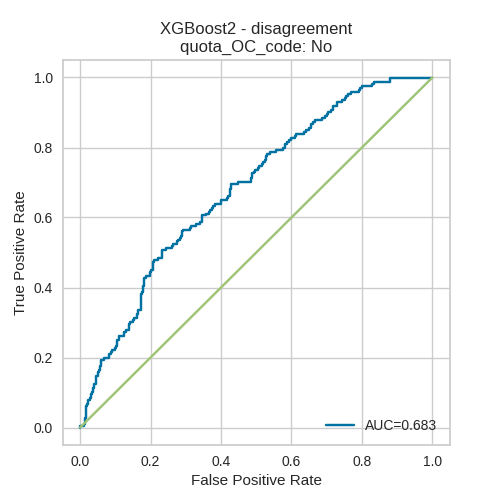 XGBoost2 - disagreement
quota_OC_code: No
1.0
0.8
0.6
0.4
0.2
0.0
True Positive Rate
AUC=0.683
0.0 0.2 0.4 0.6 0.8 1.0
False Positive Rate